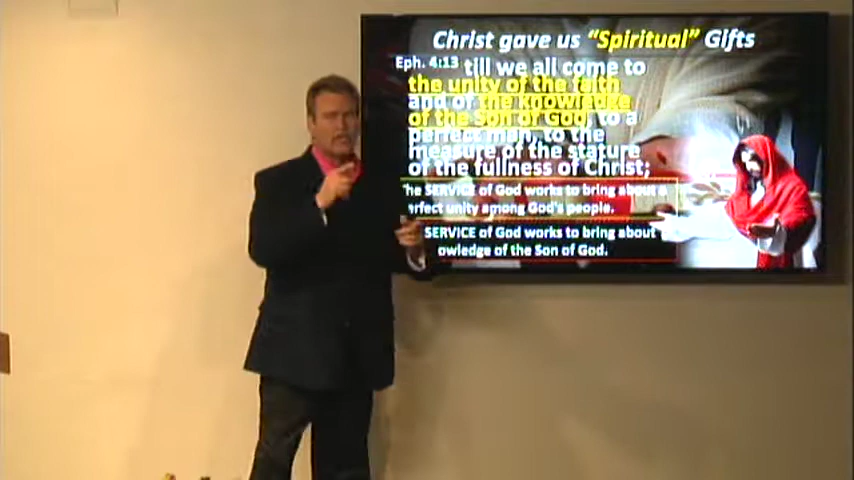 Christ gave us "Spiritual" Gifts
Eph. 4:13 till we all come to
the unity of the faith
and of the knowledge
of the Son of God, to a
perfect man, to the
measure of the stature
of the fullness of Christ;
he SERVICE of God works to bring about a
erfect unity among God's people.
SERVICE of God works to bring about
owledge of the Son of God.